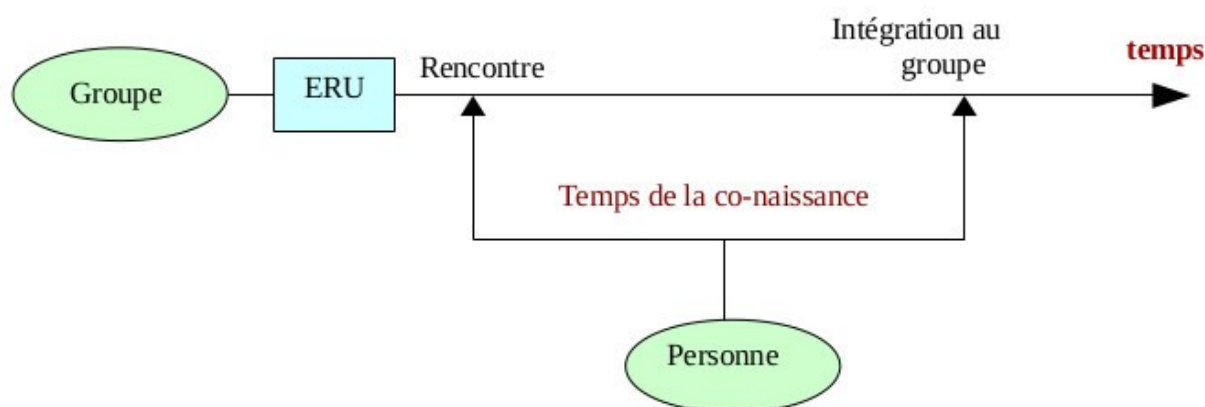 Groupe
ERU
Rencontre
Intégration au
groupe
temps
Temps de la co-naissance
Personne